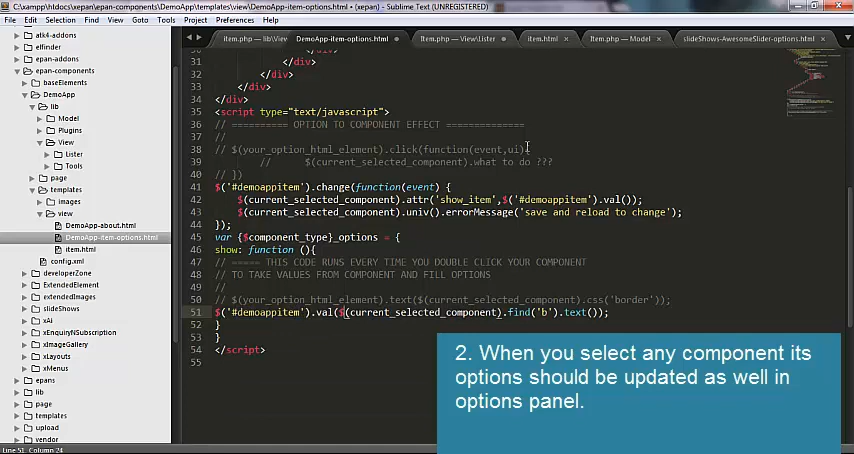 C:\xampp\htdocs\xepan\epan-components\DemoApp\templates\view\DemoApp-item-options.html • (xepan) - Sublime Text (UNREGISTERED)
File Edit Selection Find View Goto Tools Project Preferences Help
atk4-addons
elfinder
epan-addons
epan-components
baseElements
DemoApp
lib
Model
Plugins
View
Lister
Tools
page
templates
images
view
DemoApp-about.html
DemoApp-item-options.html
item.html
config.xml
developerZone
ExtendedElement
extendedImages
slideShows
xAi
xEnquiryNSubscription
xImageGallery
xLayouts
xMenus
epans
lib
page
templates
upload
vendor
item.php — lib\Viev
DemoApp-item-options.html
Item.php — View\Lister
item.html
Item.php — Model
slideShows-AwesomeSlider-options.html
31 </div>
32 </div>
33 </div>
34 </div>
35 <script type="text/javascript">
36 // ========== OPTION TO COMPONENT EFFECT ==============
37 //
38 // $(your_option_html_element).click(function(event,ui){
39 // $(current_selected_component).what to do ???
40 // })
41 $('#demoappitem').change(function(event) {
42 $(current_selected_component).attr('show_item',$('#demoappitem').val());
43 $(current_selected_component).univ().errorMessage('save and reload to change');
44 });
45 var {$component_type}_options = {
46 show: function (){
47 // ===== THIS CODE RUNS EVERY TIME YOU DOUBLE CLICK YOUR COMPONENT
48 // TO TAKE VALUES FROM COMPONENT AND FILL OPTIONS
49 //
50 // $(your_option_html_element).text($(current_selected_component).css('border'));
51 $('#demoappitem').val($(current_selected_component).find('b').text());
52 }
53 }
54 </script>
55
2. When you select any component its
options should be updated as well in
options panel.
Line 51, Column 24